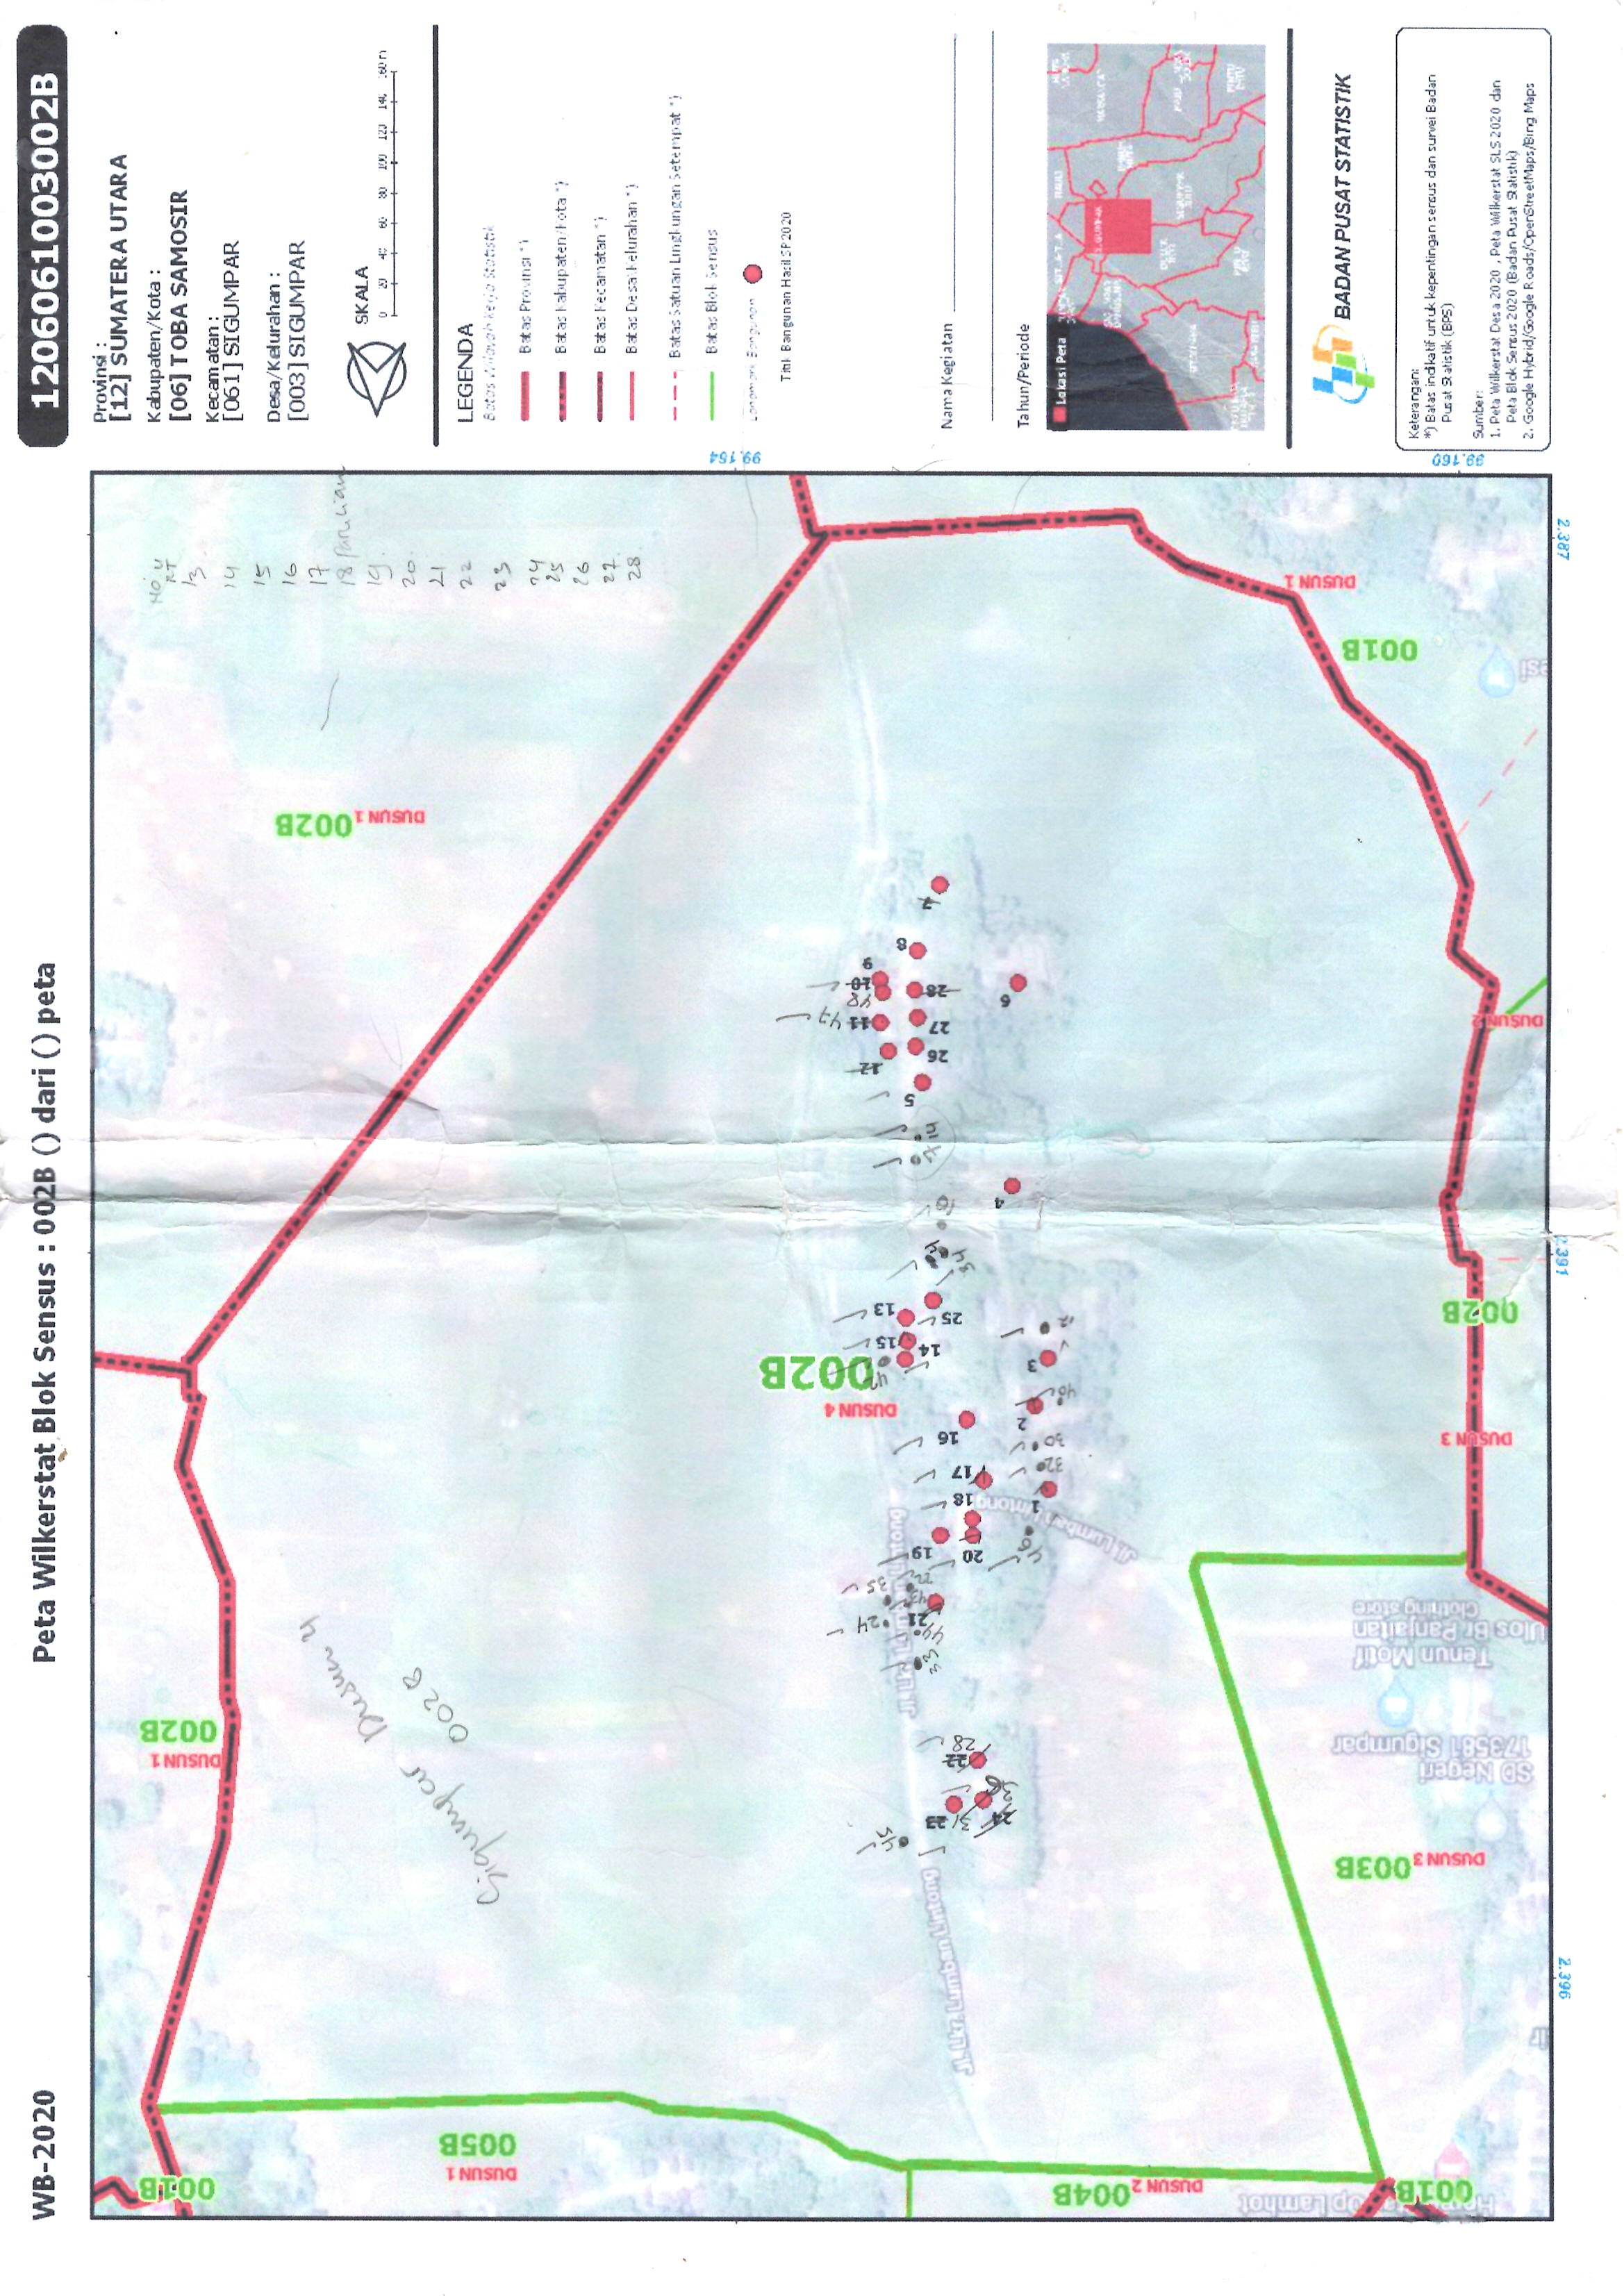 WB-2020
Peta Wilkerstat Blok Sensus : 002B () dari () peta
1206061003002B
Provinsi :
[12] SUMATERA UTARA
Kabupaten/Kota :
[06] TOBA SAMOSIR
Kecamatan :
[061] SIGUMPAR
Desa/Kelurahan :
[003] SIGUMPAR
SKALA
0 20 40 60 80 100 120 140 160 m
LEGENDA
Batas Wilayah Kerja Statistik
Batas Provinsi *)
Batas Kabupaten/Kota *)
Batas Kecamatan *)
Batas Desa/Kelurahan *)
Batas Satuan Lingkungan Setempat *)
Batas Blok Sensus
Landmark Bangunan
Titik Bangunan Hasil SP2020
Nama Kegiatan
Tahun/Periode
Lokasi Peta
BADAN PUSAT STATISTIK
Keterangan:
*) Batas indikatif untuk kepentingan sensus dan survei Badan
Pusat Statistik (BPS)
Sumber:
1. Peta Wilkerstat Desa 2020 , Peta Wilkerstat SLS 2020 dan
Peta Blok Sensus 2020 (Badan Pusat Statistik)
2. Google Hybrid/Google Roads/OpenStreetMaps/Bing Maps
001B
DUSUN 1
002B
DUSUN 1
002B
DUSUN 1
005B
Sigumpar Dusun 4
002B
NO U
RT
13
14
15
16
17
18
19
20
21
22
23
24
25
26
27
28
DUSUN 4
002B
Jl. Lkr. Lumban Lintong
Jl. Lkr. Lumban Lintong
45
23
31
24
36
22
28
33
44
21
24
35
19
20
18
17
16
46
1
32
30
2
40
3
12
14
15
13
25
34
4
5
12
11
47
48
10
9
26
27
28
8
7
6
DUSUN 2
004B
001B
DUSUN 3
003B
SD Negeri
173581 Sigumpar
Tenun Motif
Ulos Br. Panjaitan
Clothing store
DUSUN 3
002B
DUSUN 2
001B
DUSUN 1
99.164
99.160
2.396
2.391
2.387